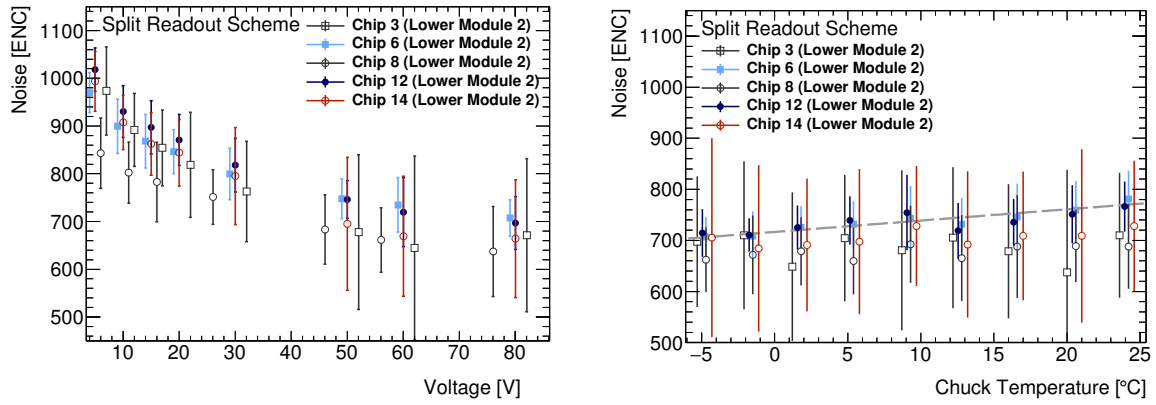 Split Readout Scheme
Chip 3 (Lower Module 2)
Chip 6 (Lower Module 2)
Chip 8 (Lower Module 2)
Chip 12 (Lower Module 2)
Chip 14 (Lower Module 2)
Noise [ENC]
1100
1000
900
800
700
600
500
10 20 30 40 50 60 70 80
Voltage [V]
Split Readout Scheme
Chip 3 (Lower Module 2)
Chip 6 (Lower Module 2)
Chip 8 (Lower Module 2)
Chip 12 (Lower Module 2)
Chip 14 (Lower Module 2)
Noise [ENC]
1100
1000
900
800
700
600
500
−5 0 5 10 15 20 25
Chuck Temperature [°C]